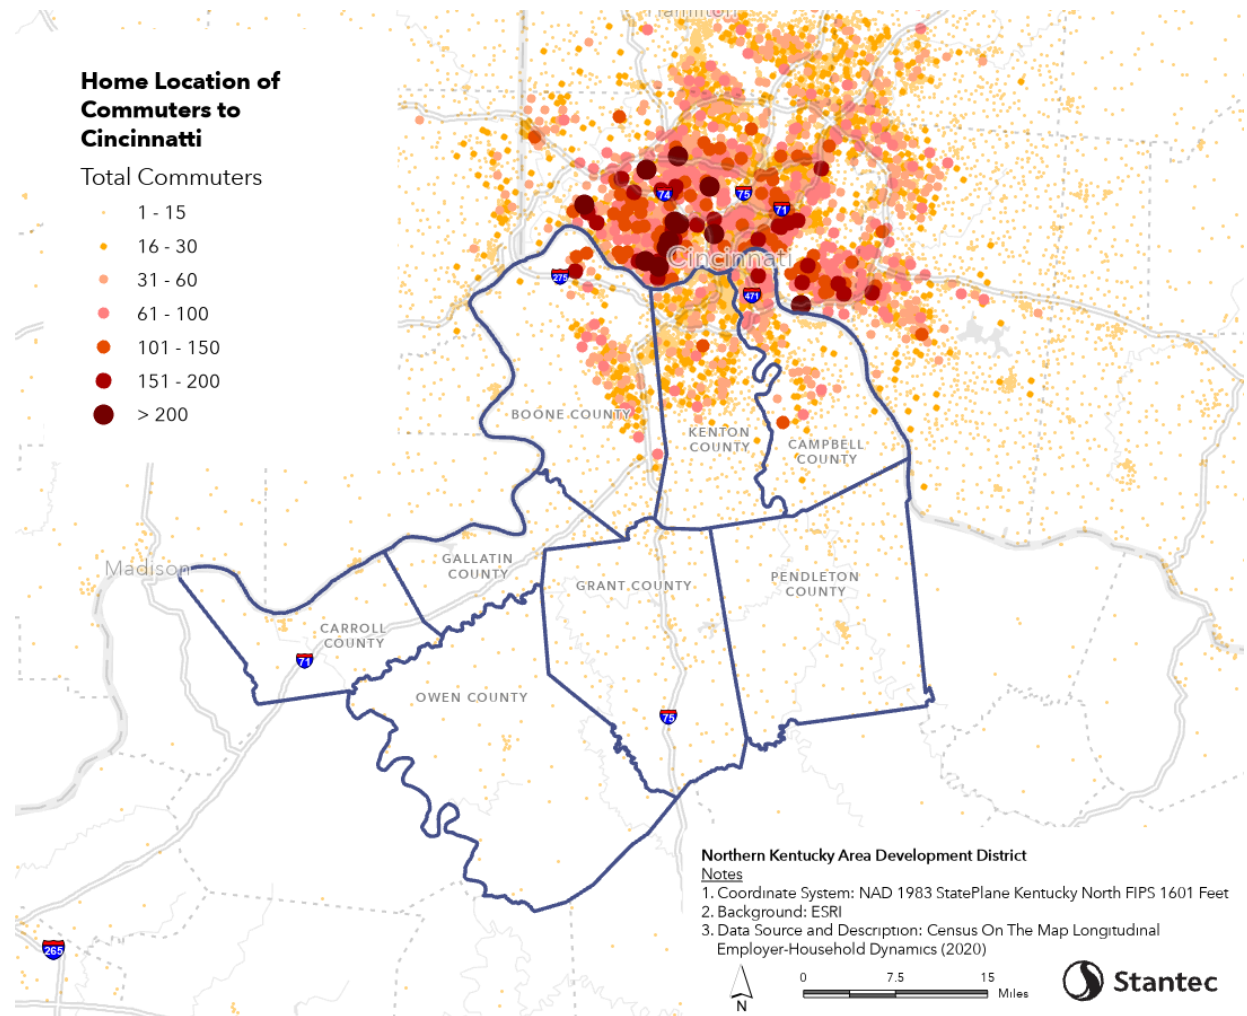 Hamilton
Home Location of
Commuters to
Cincinnatti
Total Commuters
1 - 15
16 - 30
31 - 60
61 - 100
101 - 150
151 - 200
> 200
74
75
71
Cincinnati
275
471
BOONE COUNTY
KENTON
COUNTY
CAMPBELL
COUNTY
Madison
GALLATIN
COUNTY
GRANT COUNTY
PENDLETON
COUNTY
CARROLL
COUNTY
71
OWEN COUNTY
75
265
Northern Kentucky Area Development District
Notes
1. Coordinate System: NAD 1983 StatePlane Kentucky North FIPS 1601 Feet
2. Background: ESRI
3. Data Source and Description: Census On The Map Longitudinal
Employer-Household Dynamics (2020)
N
0 7.5 15
Miles
Stantec